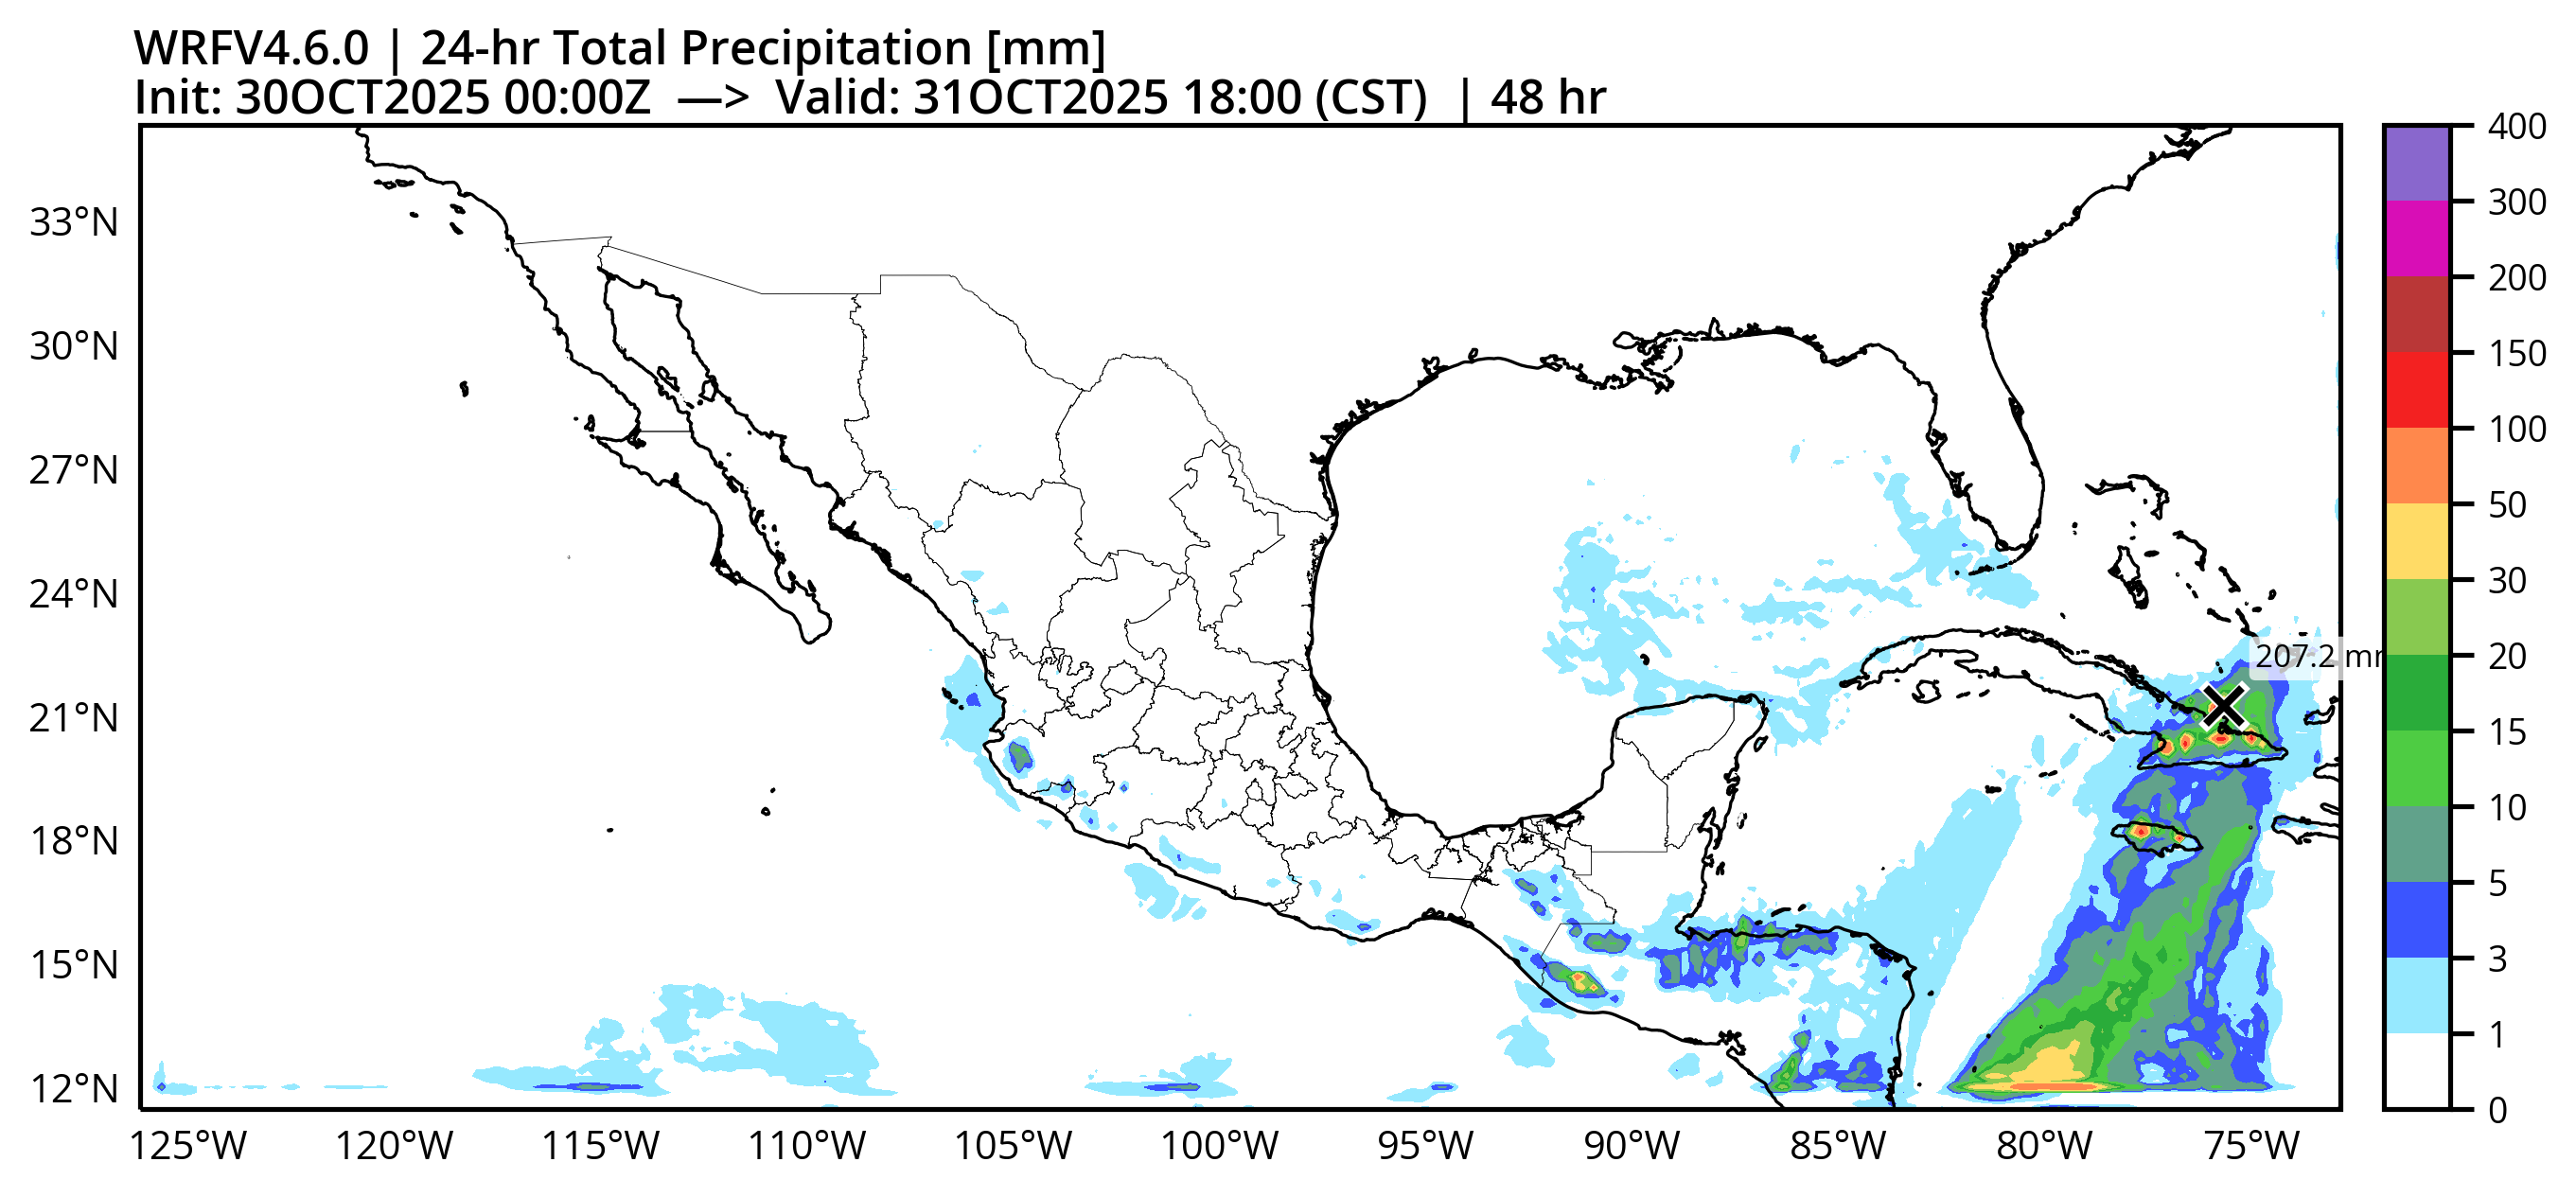 WRFV4.6.0 | 24-hr Total Precipitation [mm]
Init: 30OCT2025 00:00Z —> Valid: 31OCT2025 18:00 (CST) | 48 hr
33°N
30°N
27°N
24°N
21°N
18°N
15°N
12°N
125°W 120°W 115°W 110°W 105°W 100°W 95°W 90°W 85°W 80°W 75°W
207.2 mm
400
300
200
150
100
50
30
20
15
10
5
3
1
0